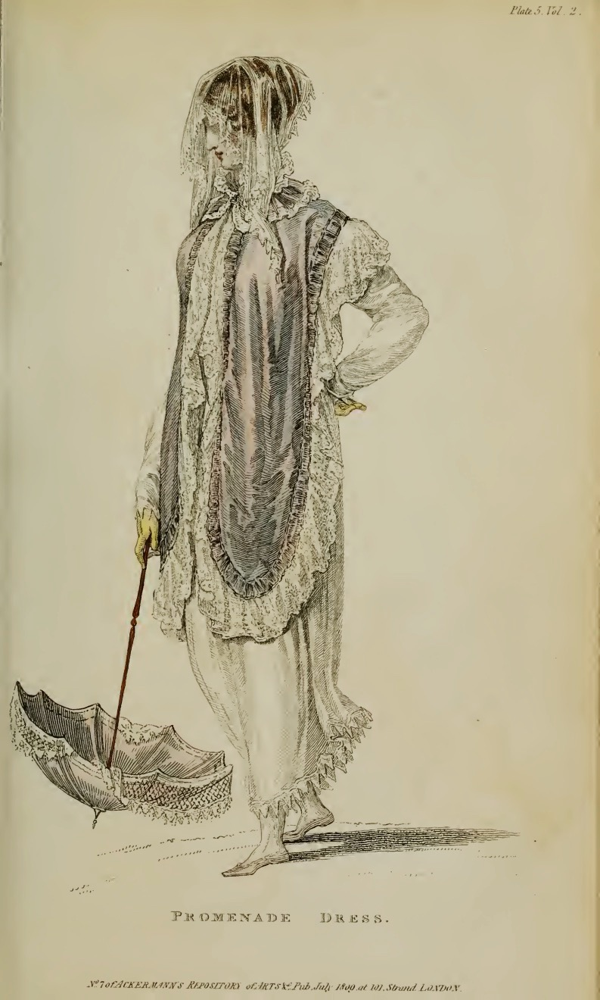 Plate 5. Vol. 2.
PROMENADE DRESS.
No. 7 of ACKERMANN'S REPOSITORY of ARTS &c. Pub. July 1809. at 101, Strand. LONDON.